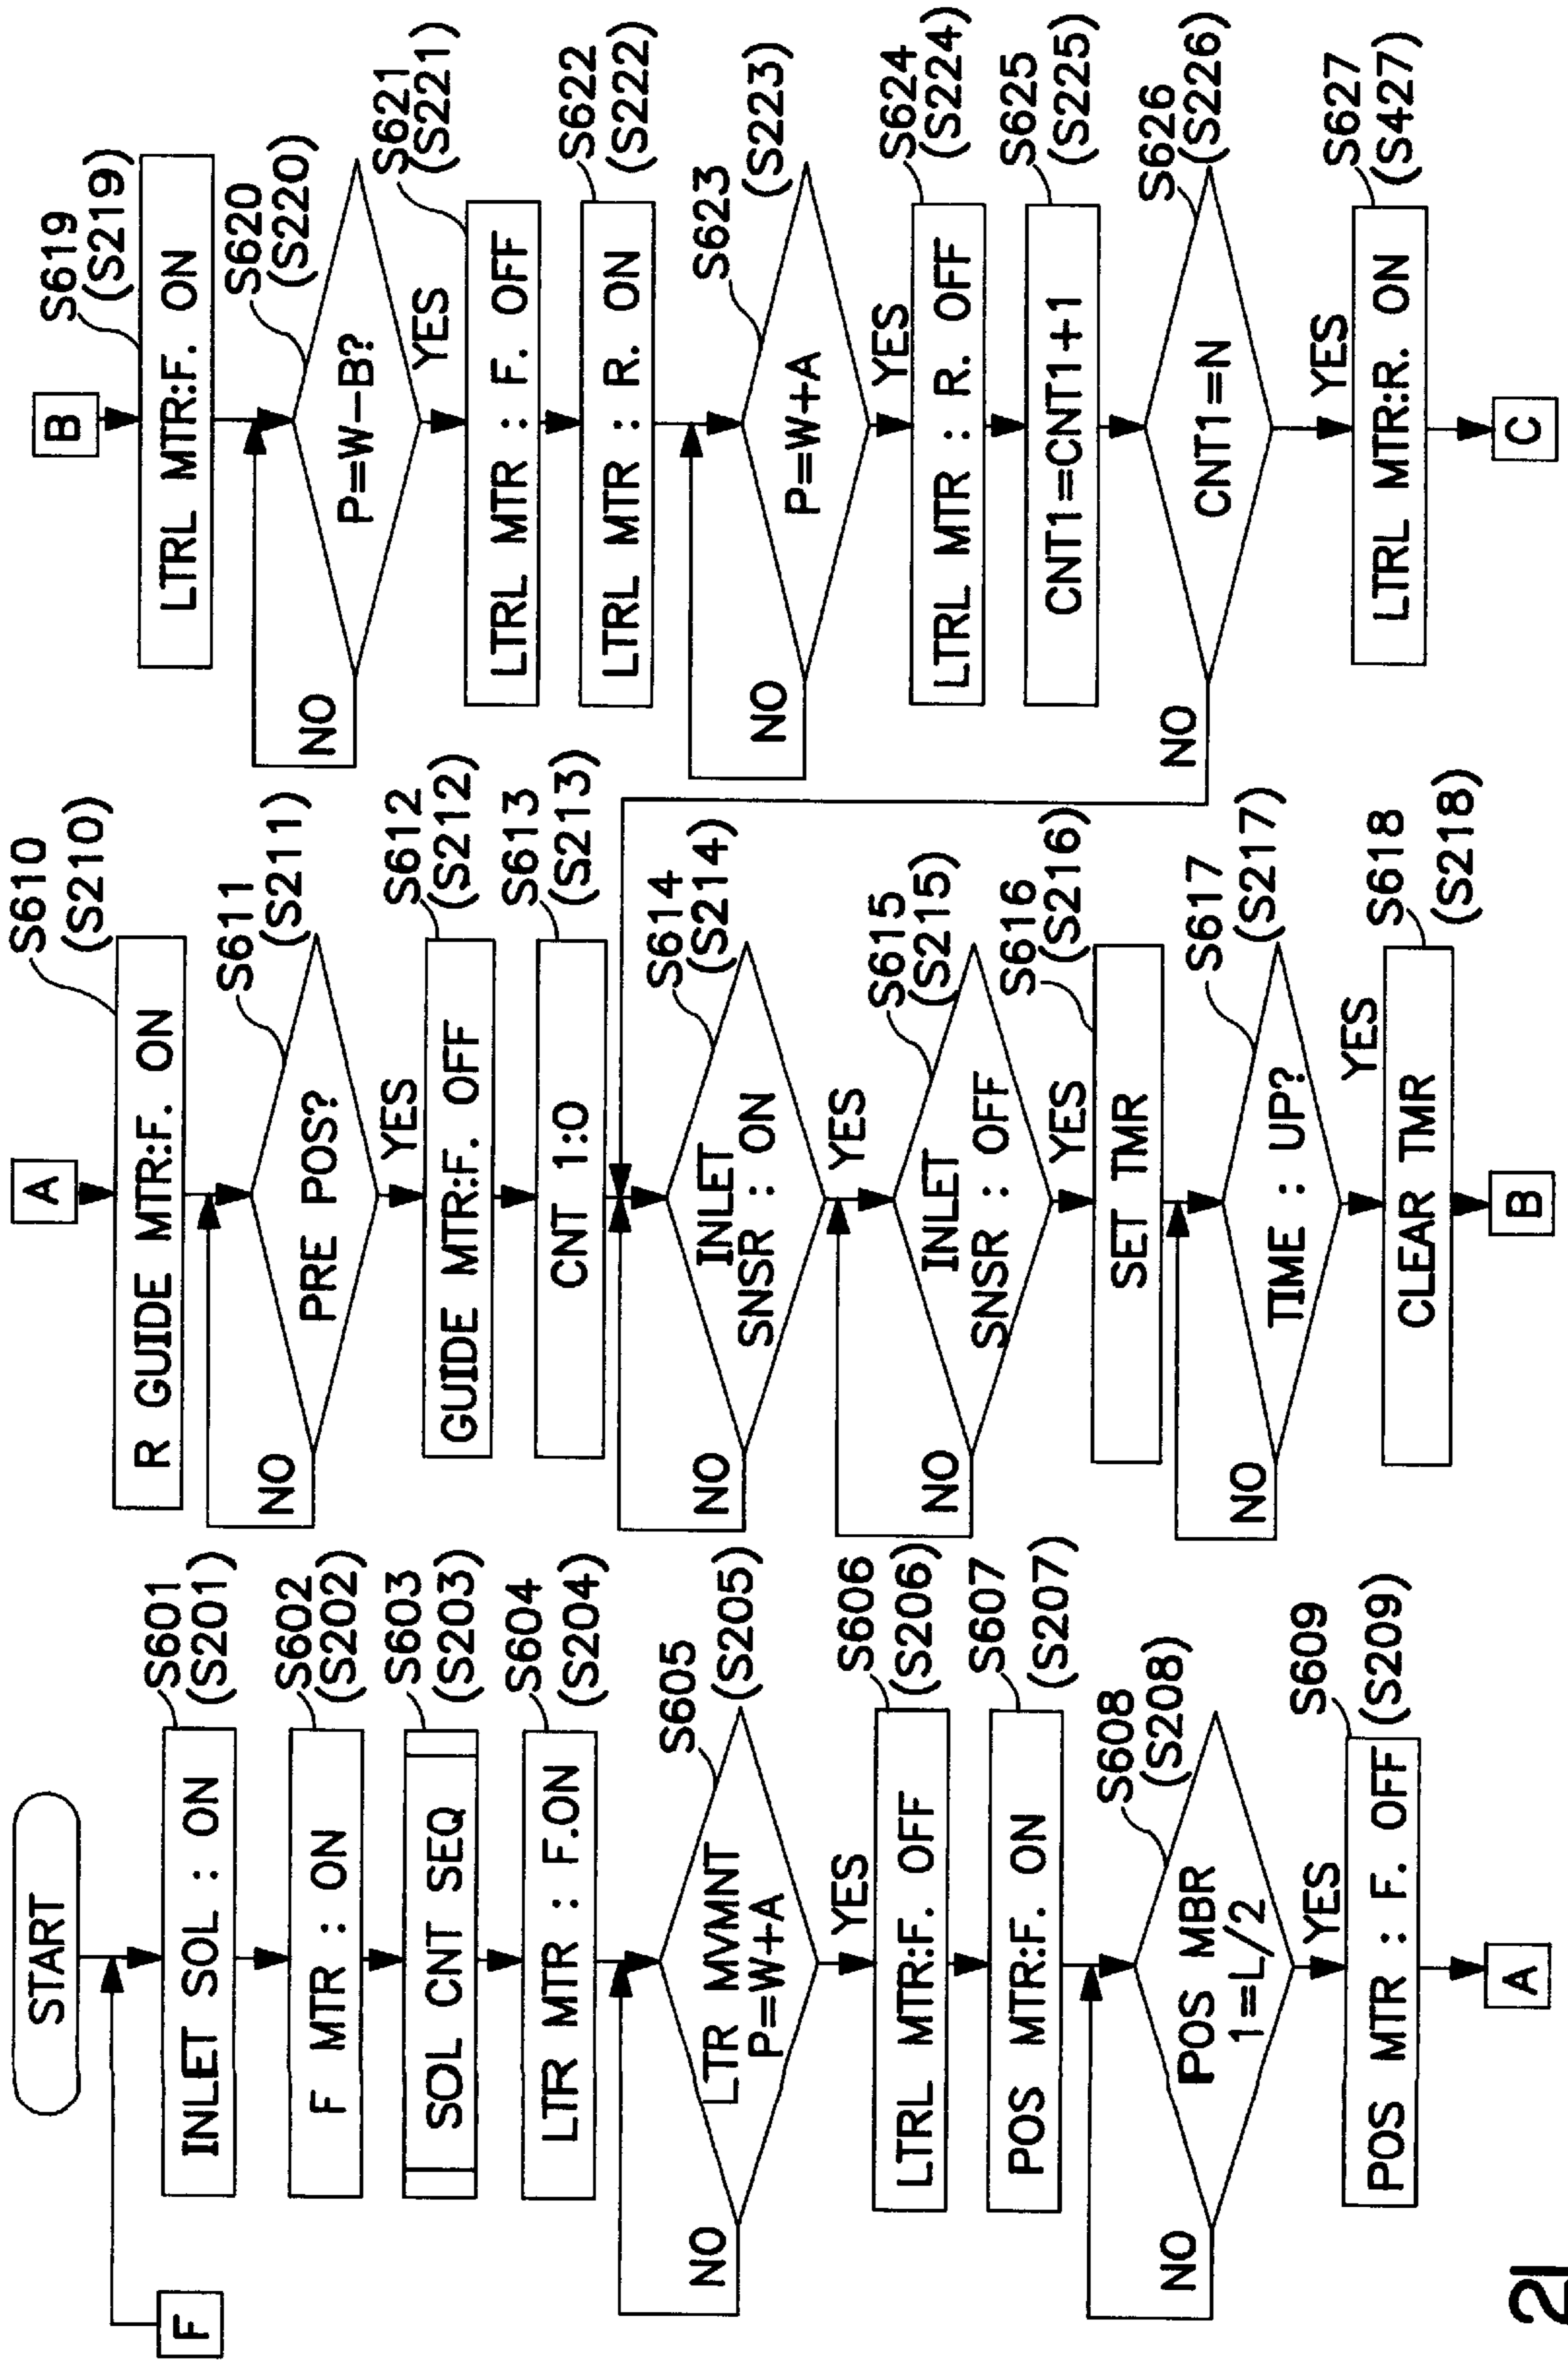 START
F
INLET SOL : ON
S601
(S201)
F MTR : ON
S602
(S202)
SOL CNT SEQ
S603
(S203)
LTR MTR : F.ON
S604
(S204)
LTR MVMNT
P=W+A
S605
(S205)
NO
YES
LTRL MTR:F. OFF
S606
(S206)
POS MTR:F. ON
S607
(S207)
POS MBR
1=L/2
S608
(S208)
NO
YES
POS MTR : F. OFF
S609
(S209)
A
A
R GUIDE MTR:F. ON
S610
(S210)
PRE POS?
S611
(S211)
NO
YES
GUIDE MTR:F. OFF
S612
(S212)
CNT 1:0
S613
(S213)
INLET
SNSR : ON
S614
(S214)
NO
YES
INLET
SNSR : OFF
S615
(S215)
NO
YES
SET TMR
S616
(S216)
TIME : UP?
S617
(S217)
NO
YES
CLEAR TMR
S618
(S218)
B
B
LTRL MTR:F. ON
S619
(S219)
P=W−B?
S620
(S220)
NO
YES
LTRL MTR : F. OFF
S621
(S221)
LTRL MTR : R. ON
S622
(S222)
P=W+A
S623
(S223)
NO
YES
LTRL MTR : R. OFF
S624
(S224)
CNT1=CNT1+1
S625
(S225)
CNT1=N
S626
(S226)
NO
YES
LTRL MTR:R. ON
S627
(S427)
C
21